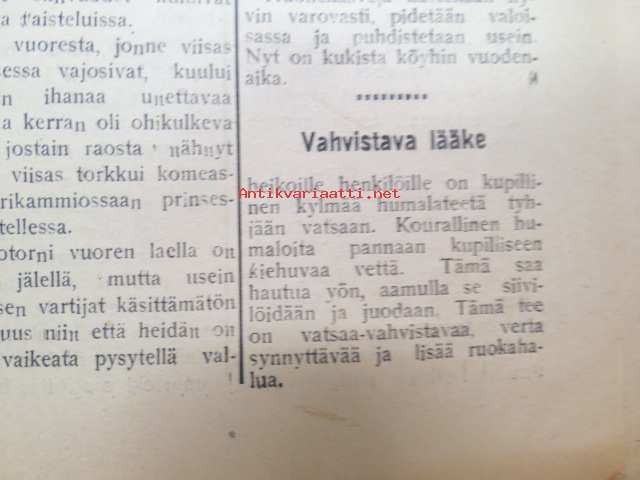 taisteluissa.
vuoresta, jonne viisas
sessa vajosivat, kuului
n ihanaa unettavaa
a kerran oli ohikulkeva
jostain raosta nähnyt
viisas torkkui komeas-
rikammiossaan prinses-
tellessa.
otorni vuoren laella on
jälellä, mutta usein
sen vartijat käsittämätön
uus niin että heidän on
vaikeata pysytellä val-
vin varovasti, pidetään valoi-
sassa ja puhdistetaan usein.
Nyt on kukista köyhin vuoden-
aika.
Vahvistava lääke
heikoille henkilöille on kupilli-
Antikvariaatti.net
nen kylmää humalateetä tyh-
jään vatsaan. Kourallinen hu-
maloita pannaan kupilliseen
kiehuvaa vettä. Tämä saa
hautua yön, aamulla se siivi-
löidään ja juodaan. Tämä tee
on vatsaa-vahvistavaa, verta
synnyttävää ja lisää ruokaha-
lua.